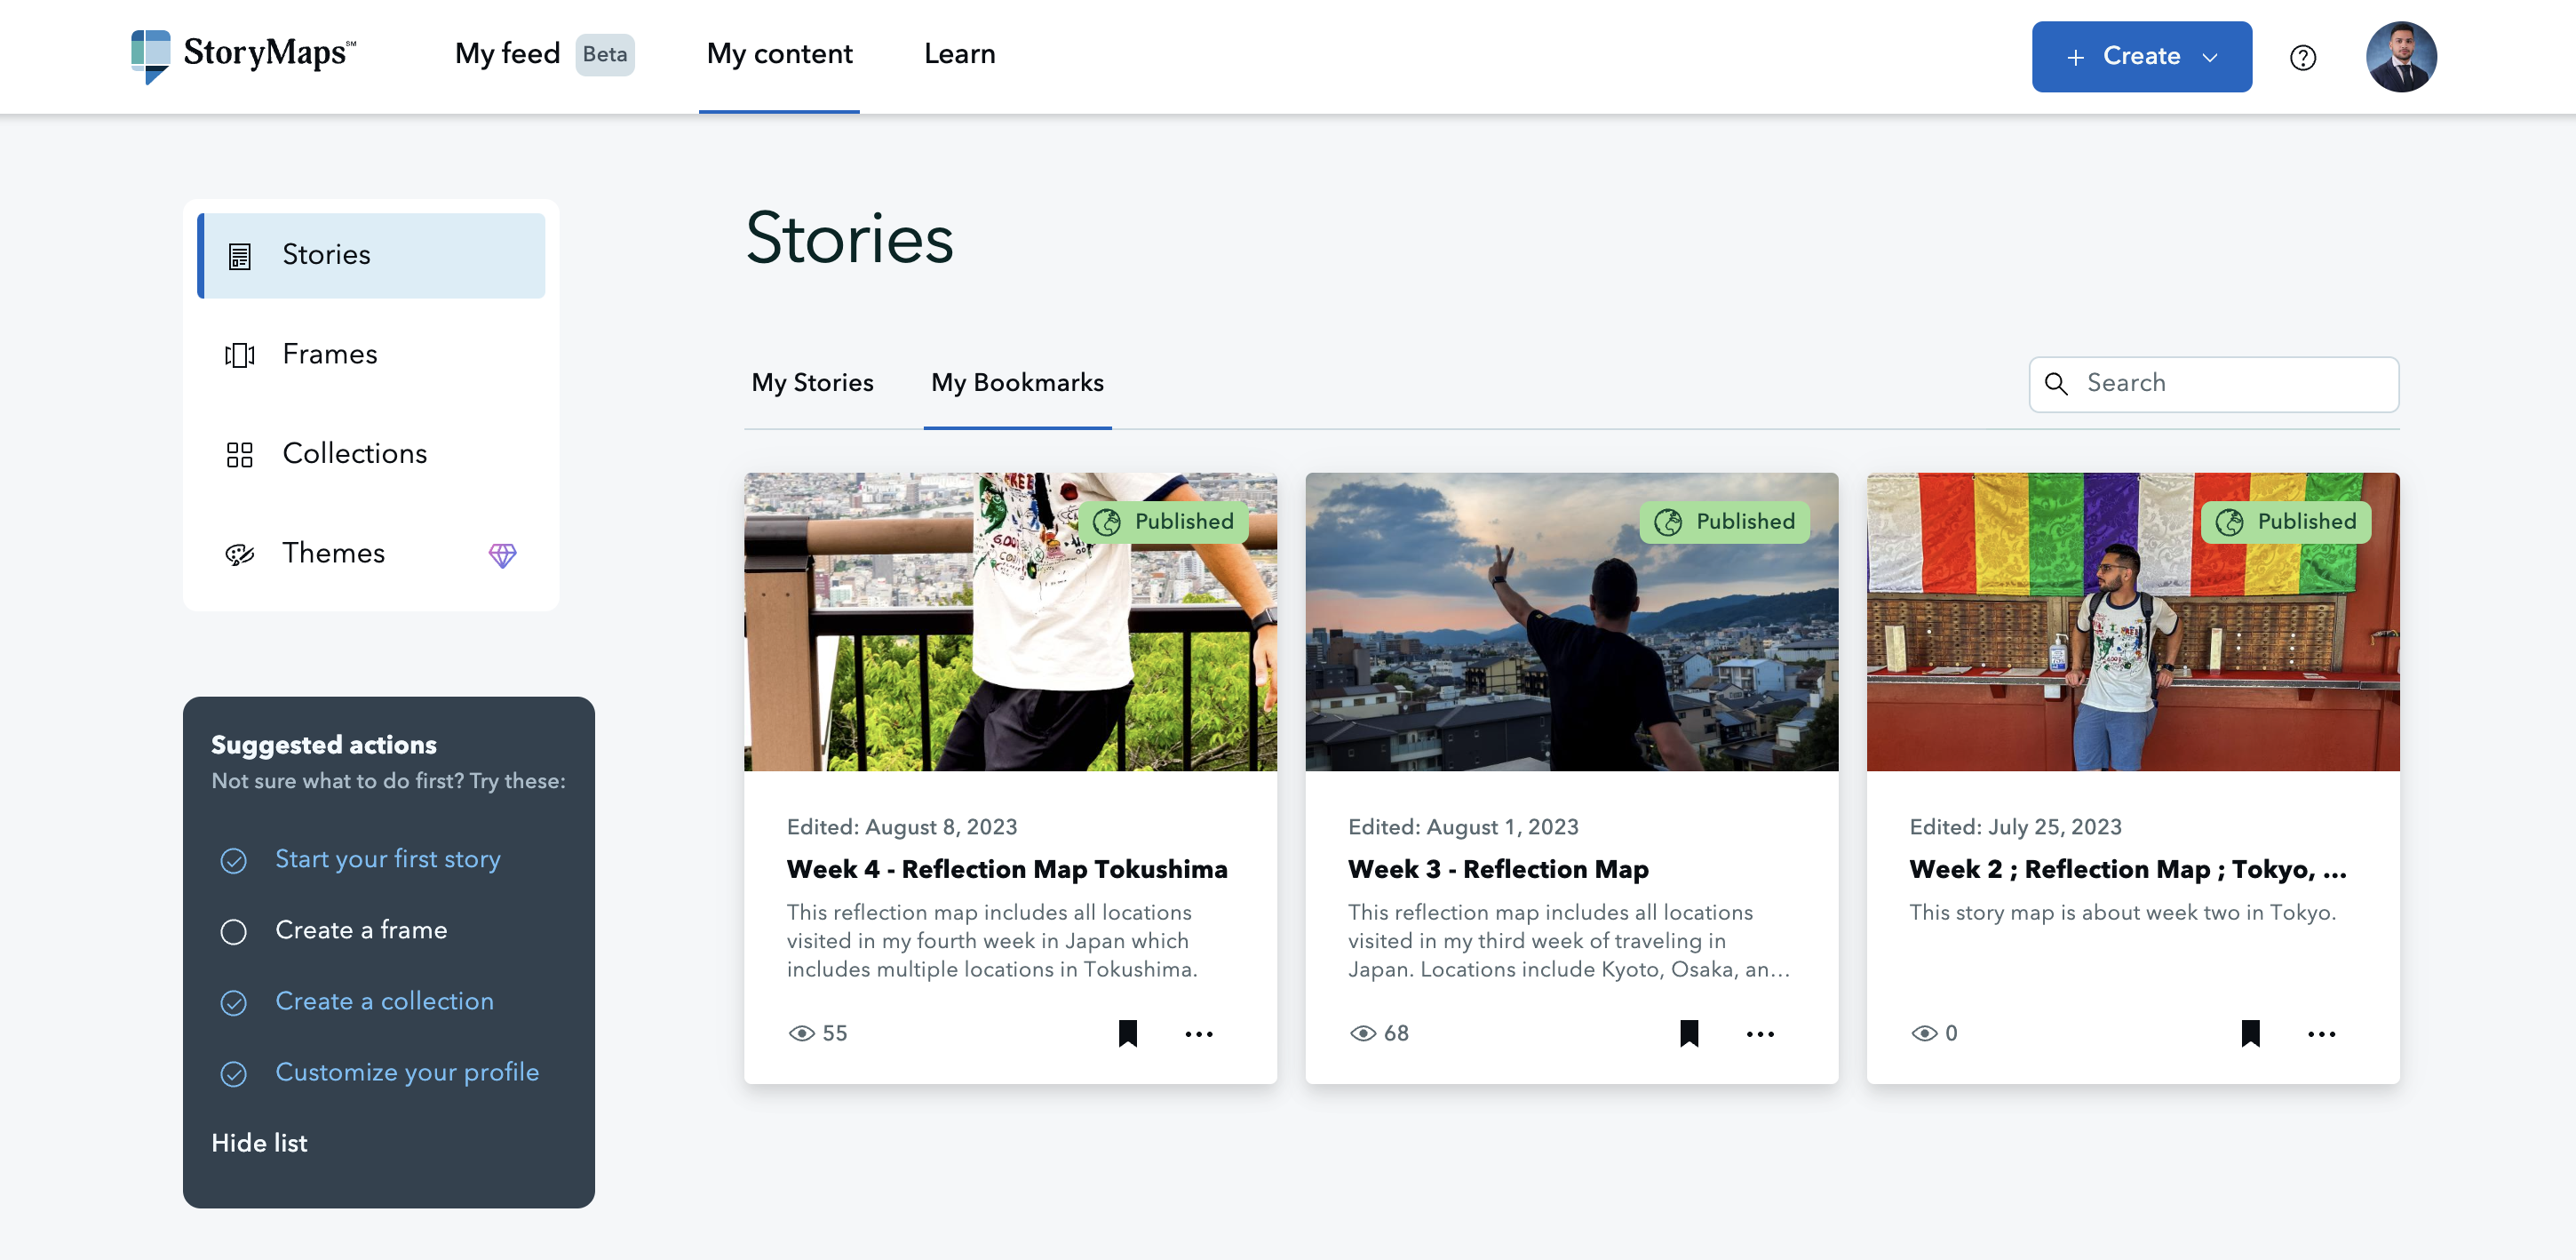 StoryMaps℠
My feed Beta
My content
Learn
+ Create
Stories
Frames
Collections
Themes
Suggested actions
Not sure what to do first? Try these:
Start your first story
Create a frame
Create a collection
Customize your profile
Hide list
Stories
My Stories
My Bookmarks
Search
Published
Edited: August 8, 2023
Week 4 - Reflection Map Tokushima
This reflection map includes all locations
visited in my fourth week in Japan which
includes multiple locations in Tokushima.
55
Published
Edited: August 1, 2023
Week 3 - Reflection Map
This reflection map includes all locations
visited in my third week of traveling in
Japan. Locations include Kyoto, Osaka, an...
68
Published
Edited: July 25, 2023
Week 2 ; Reflection Map ; Tokyo, ...
This story map is about week two in Tokyo.
0